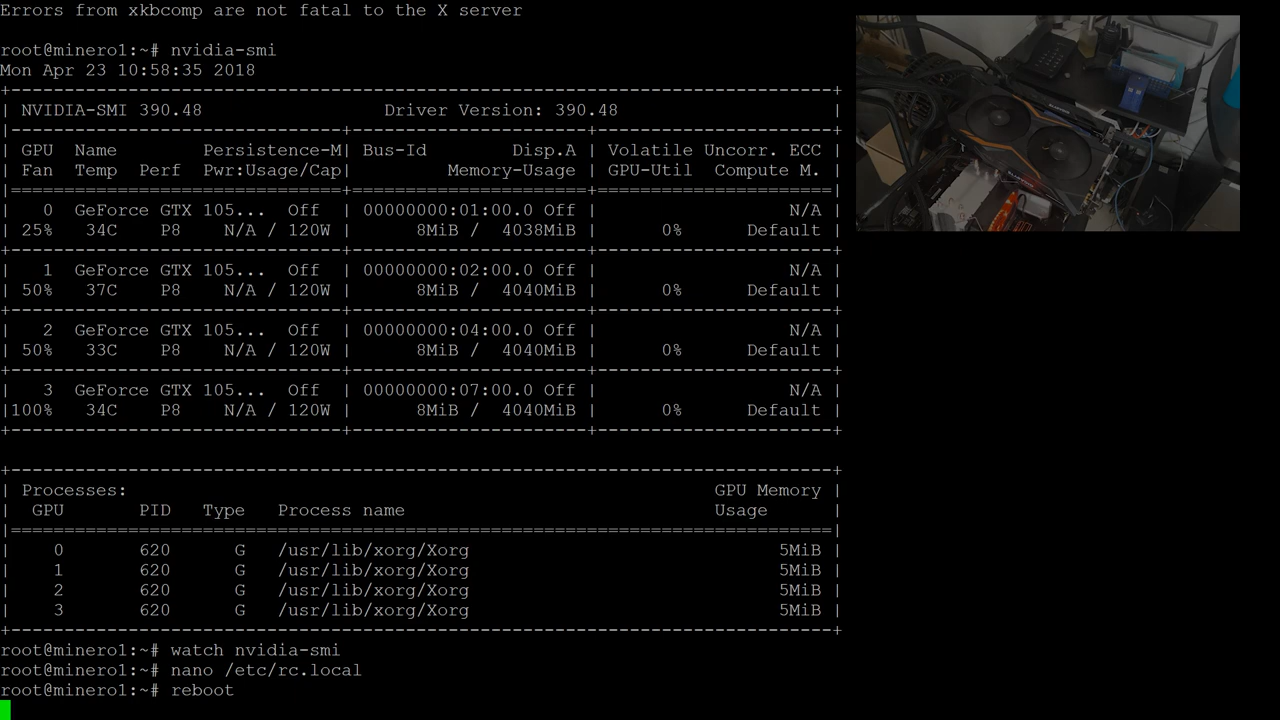 Errors from xkbcomp are not fatal to the X server
root@minero1:~# nvidia-smi
Mon Apr 23 10:58:35 2018
+-------------------------------+----------------------+----------------------+
| NVIDIA-SMI 390.48                 Driver Version: 390.48                    |
|-------------------------------+----------------------+----------------------+
| GPU  Name        Persistence-M| Bus-Id        Disp.A | Volatile Uncorr. ECC |
| Fan  Temp  Perf  Pwr:Usage/Cap|         Memory-Usage | GPU-Util  Compute M. |
|===============================+======================+======================|
|   0  GeForce GTX 105...  Off  | 00000000:01:00.0 Off |                  N/A |
| 25%   34C    P8    N/A / 120W |      8MiB /  4038MiB |      0%      Default |
+-------------------------------+----------------------+----------------------+
|   1  GeForce GTX 105...  Off  | 00000000:02:00.0 Off |                  N/A |
| 50%   37C    P8    N/A / 120W |      8MiB /  4040MiB |      0%      Default |
+-------------------------------+----------------------+----------------------+
|   2  GeForce GTX 105...  Off  | 00000000:04:00.0 Off |                  N/A |
| 50%   33C    P8    N/A / 120W |      8MiB /  4040MiB |      0%      Default |
+-------------------------------+----------------------+----------------------+
|   3  GeForce GTX 105...  Off  | 00000000:07:00.0 Off |                  N/A |
|100%   34C    P8    N/A / 120W |      8MiB /  4040MiB |      0%      Default |
+-------------------------------+----------------------+----------------------+
+-----------------------------------------------------------------------------+
| Processes:                                                       GPU Memory |
|  GPU       PID   Type   Process name                             Usage      |
|=============================================================================|
|    0       620      G   /usr/lib/xorg/Xorg                             5MiB |
|    1       620      G   /usr/lib/xorg/Xorg                             5MiB |
|    2       620      G   /usr/lib/xorg/Xorg                             5MiB |
|    3       620      G   /usr/lib/xorg/Xorg                             5MiB |
+-----------------------------------------------------------------------------+
root@minero1:~# watch nvidia-smi
root@minero1:~# nano /etc/rc.local
root@minero1:~# reboot